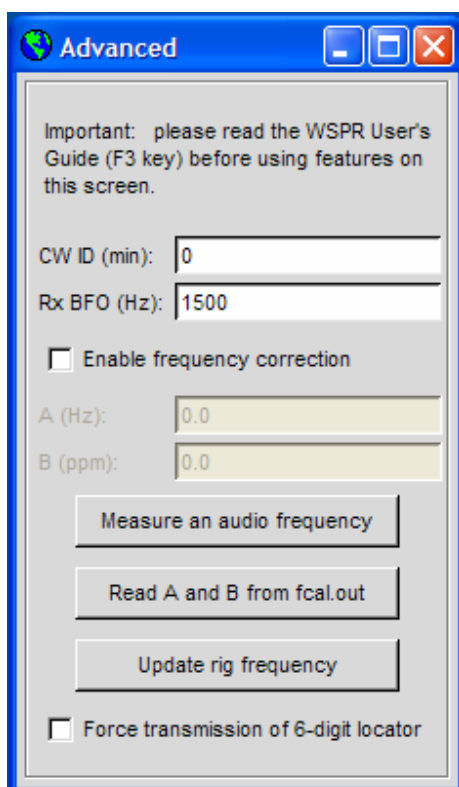 Advanced
Important: please read the WSPR User's
Guide (F3 key) before using features on
this screen.
CW ID (min): 0
Rx BFO (Hz): 1500
Enable frequency correction
A (Hz): 0.0
B (ppm): 0.0
Measure an audio frequency
Read A and B from fcal.out
Update rig frequency
Force transmission of 6-digit locator